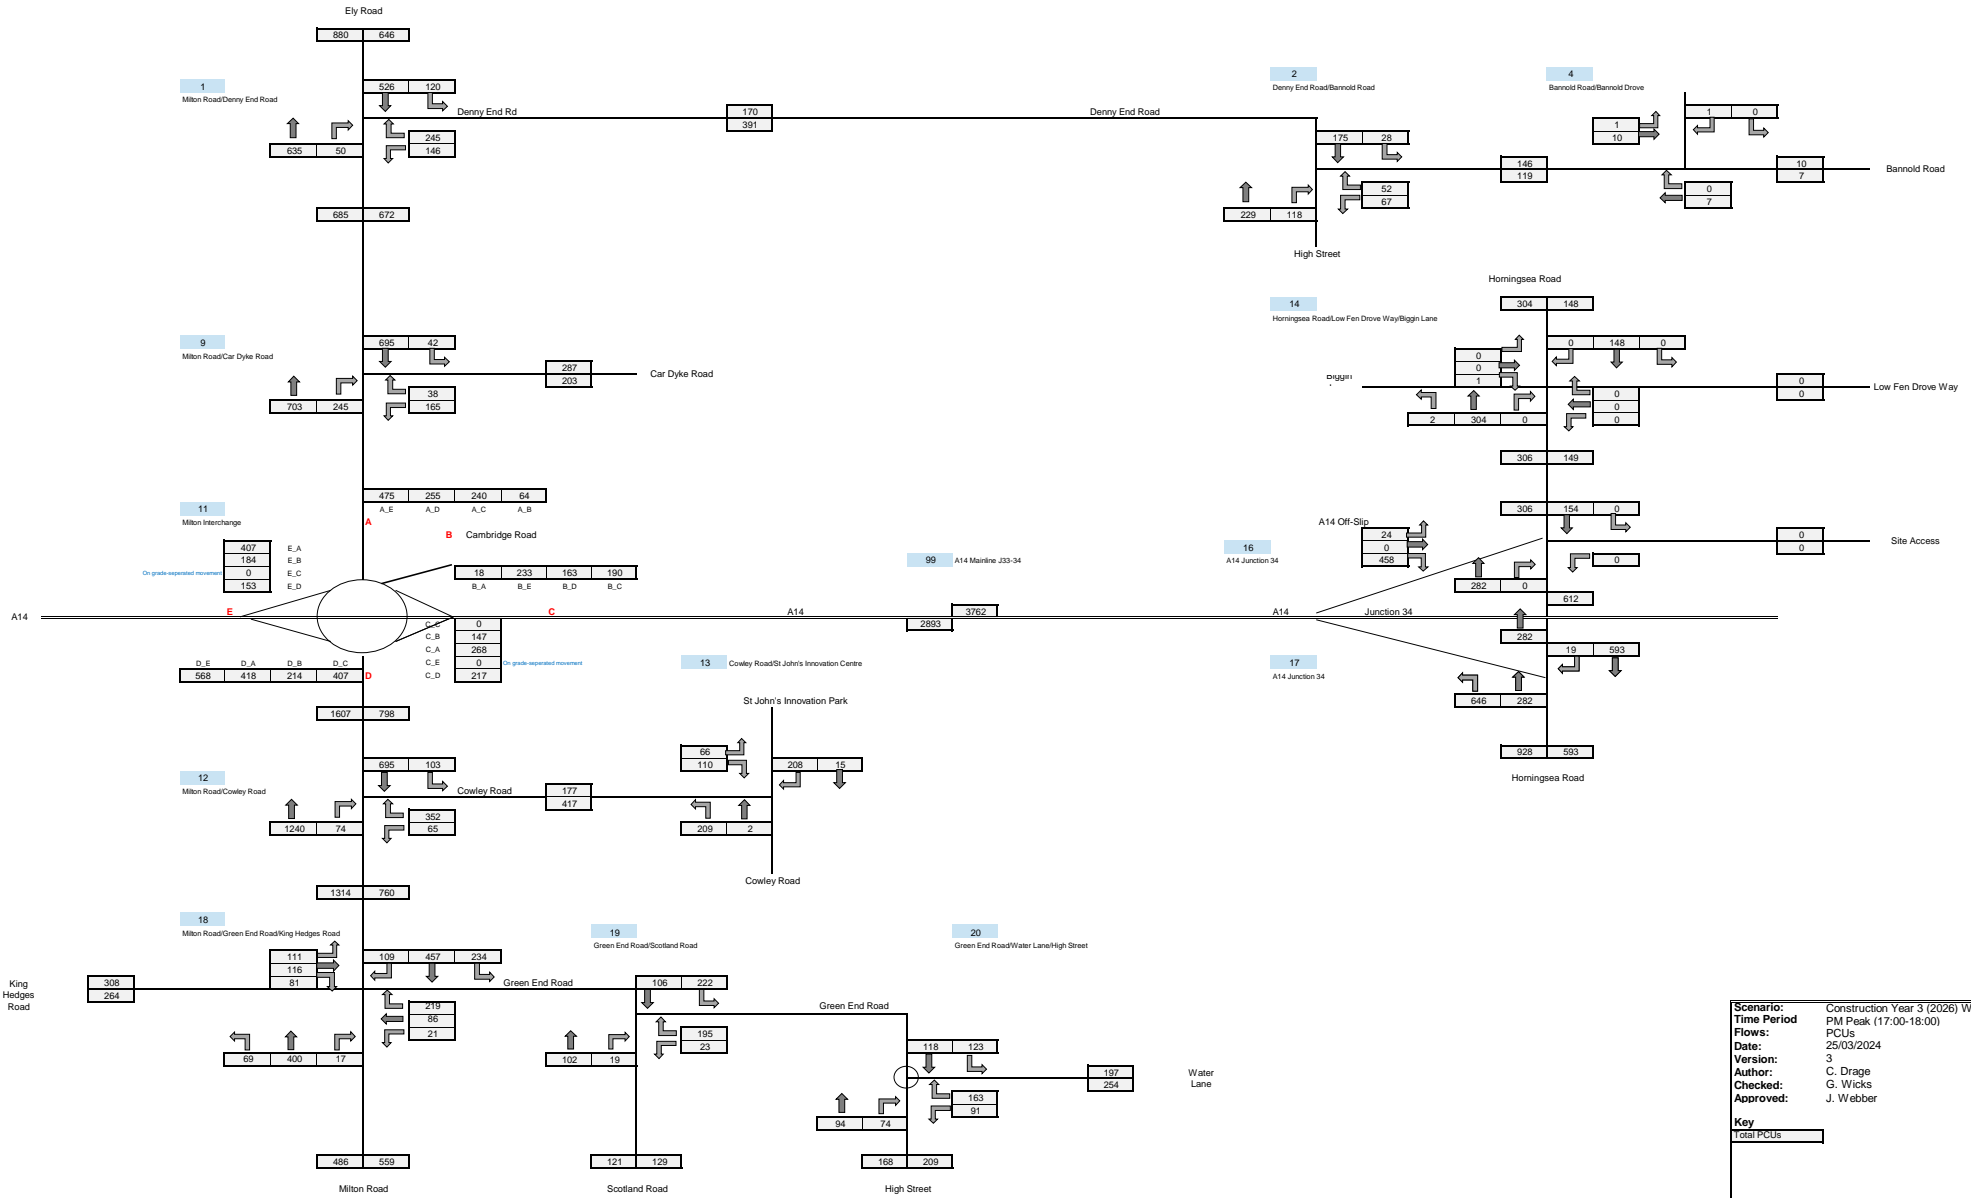 Ely Road
880 646
1
Milton Road/Denny End Road
526 120
Denny End Rd
245
146
635 50
170
391
Denny End Road
2
Denny End Road/Bannold Road
175 28
52
67
229 118
High Street
146
119
4
Bannold Road/Bannold Drove
1
10
1 0
0
7
10
7
Bannold Road
685 672
9
Milton Road/Car Dyke Road
695 42
38
165
703 245
287
203
Car Dyke Road
Horningsea Road
304 148
14
Horningsea Road/Low Fen Drove Way/Biggin Lane
0
0
1
0 148 0
0
0
0
2 304 0
0
0
Low Fen Drove Way
306 149
475 255 240 64
A_E A_D A_C A_B
11
Milton Interchange
A
B Cambridge Road
407 E_A
184 E_B
On grade-seperated movement 0 E_C
153 E_D
18 233 163 190
B_A B_E B_D B_C
99 A14 Mainline J33-34
306 154 0
A14 Off-Slip
24
0
458
16
A14 Junction 34
0
0
Site Access
0
282 0
612
A14
E
C
A14
3762
2893
A14
Junction 34
C_C 0
C_B 147
C_A 268
C_E 0 On grade-seperated movement
C_D 217
282
19 593
17
A14 Junction 34
646 282
928 593
Horningsea Road
D_E D_A D_B D_C
568 418 214 407
D
1607 798
13 Cowley Road/St John's Innovation Centre
St John's Innovation Park
66
110
208 15
209 2
Cowley Road
12
Milton Road/Cowley Road
695 103
Cowley Road
352
65
1240 74
177
417
1314 760
18
Milton Road/Green End Road/King Hedges Road
111
116
81
109 457 234
Green End Road
219
86
21
69 400 17
King
Hedges
Road
308
264
19
Green End Road/Scotland Road
106 222
195
23
102 19
20
Green End Road/Water Lane/High Street
Green End Road
118 123
163
91
94 74
197
254
Water
Lane
486 559
Milton Road
121 129
Scotland Road
168 209
High Street
Scenario: Construction Year 3 (2026) W
Time Period PM Peak (17:00-18:00)
Flows: PCUs
Date: 25/03/2024
Version: 3
Author: C. Drage
Checked: G. Wicks
Approved: J. Webber
Key
Total PCUs